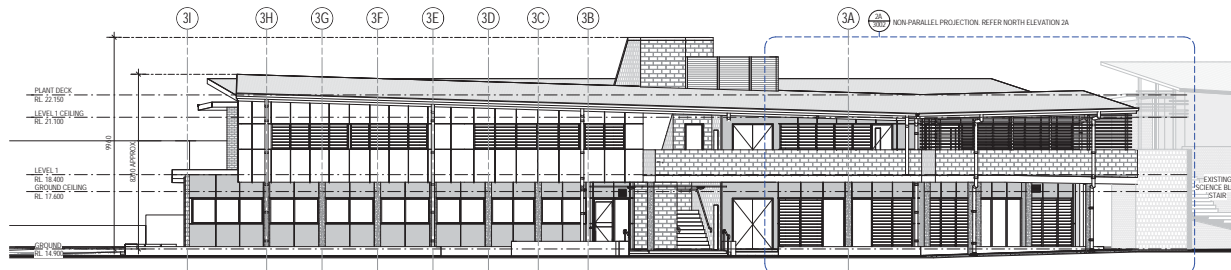 3I 3H 3G 3F 3E 3D 3C 3B 3A
2A
3002
NON-PARALLEL PROJECTION. REFER NORTH ELEVATION 2A
PLANT DECK
RL. 22.150
LEVEL 1 CEILING
RL. 21.100
9940
8200 APPROX.
LEVEL 1
RL. 18.400
GROUND CEILING
RL. 17.600
EXISTING
SCIENCE BL
STAIR
GROUND
RL. 14.900